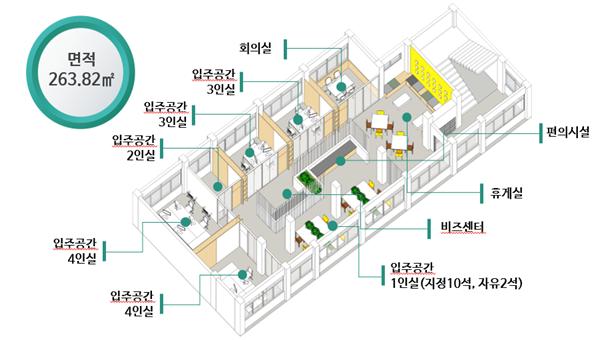 면적
263.82㎡
회의실
입주공간
3인실
입주공간
3인실
입주공간
2인실
입주공간
4인실
입주공간
4인실
편의시설
휴게실
비즈센터
입주공간
1인실(지정10석, 자유2석)